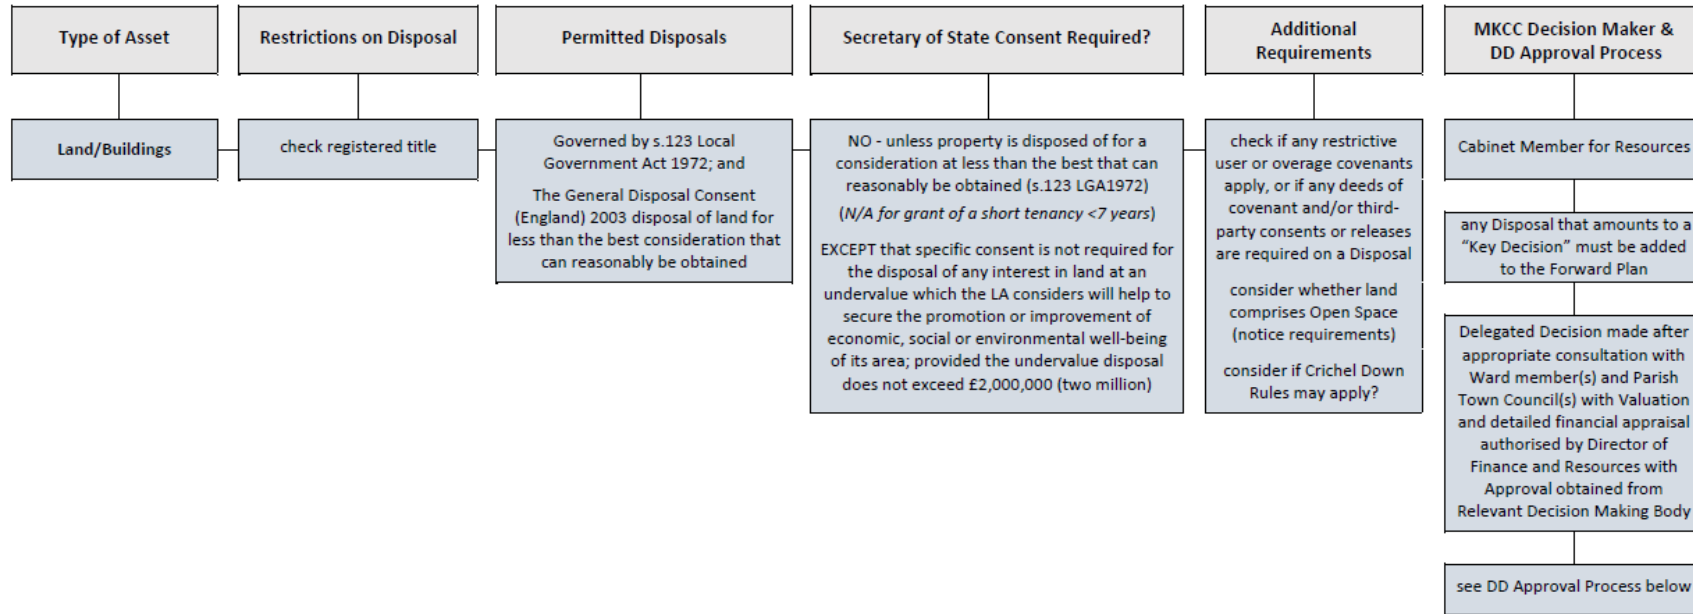 Type of Asset
Restrictions on Disposal
Permitted Disposals
Secretary of State Consent Required?
Additional
Requirements
MKCC Decision Maker &
DD Approval Process
Land/Buildings
check registered title
Governed by s.123 Local
Government Act 1972; and
The General Disposal Consent
(England) 2003 disposal of land for
less than the best consideration that
can reasonably be obtained
NO - unless property is disposed of for a
consideration at less than the best that can
reasonably be obtained (s.123 LGA1972)
(N/A for grant of a short tenancy <7 years)
EXCEPT that specific consent is not required for
the disposal of any interest in land at an
undervalue which the LA considers will help to
secure the promotion or improvement of
economic, social or environmental well-being
of its area; provided the undervalue disposal
does not exceed £2,000,000 (two million)
check if any restrictive
user or overage covenants
apply, or if any deeds of
covenant and/or third-
party consents or releases
are required on a Disposal
consider whether land
comprises Open Space
(notice requirements)
consider if Crichel Down
Rules may apply?
Cabinet Member for Resources
any Disposal that amounts to a
“Key Decision” must be added
to the Forward Plan
Delegated Decision made after
appropriate consultation with
Ward member(s) and Parish
Town Council(s) with Valuation
and detailed financial appraisal
authorised by Director of
Finance and Resources with
Approval obtained from
Relevant Decision Making Body
see DD Approval Process below